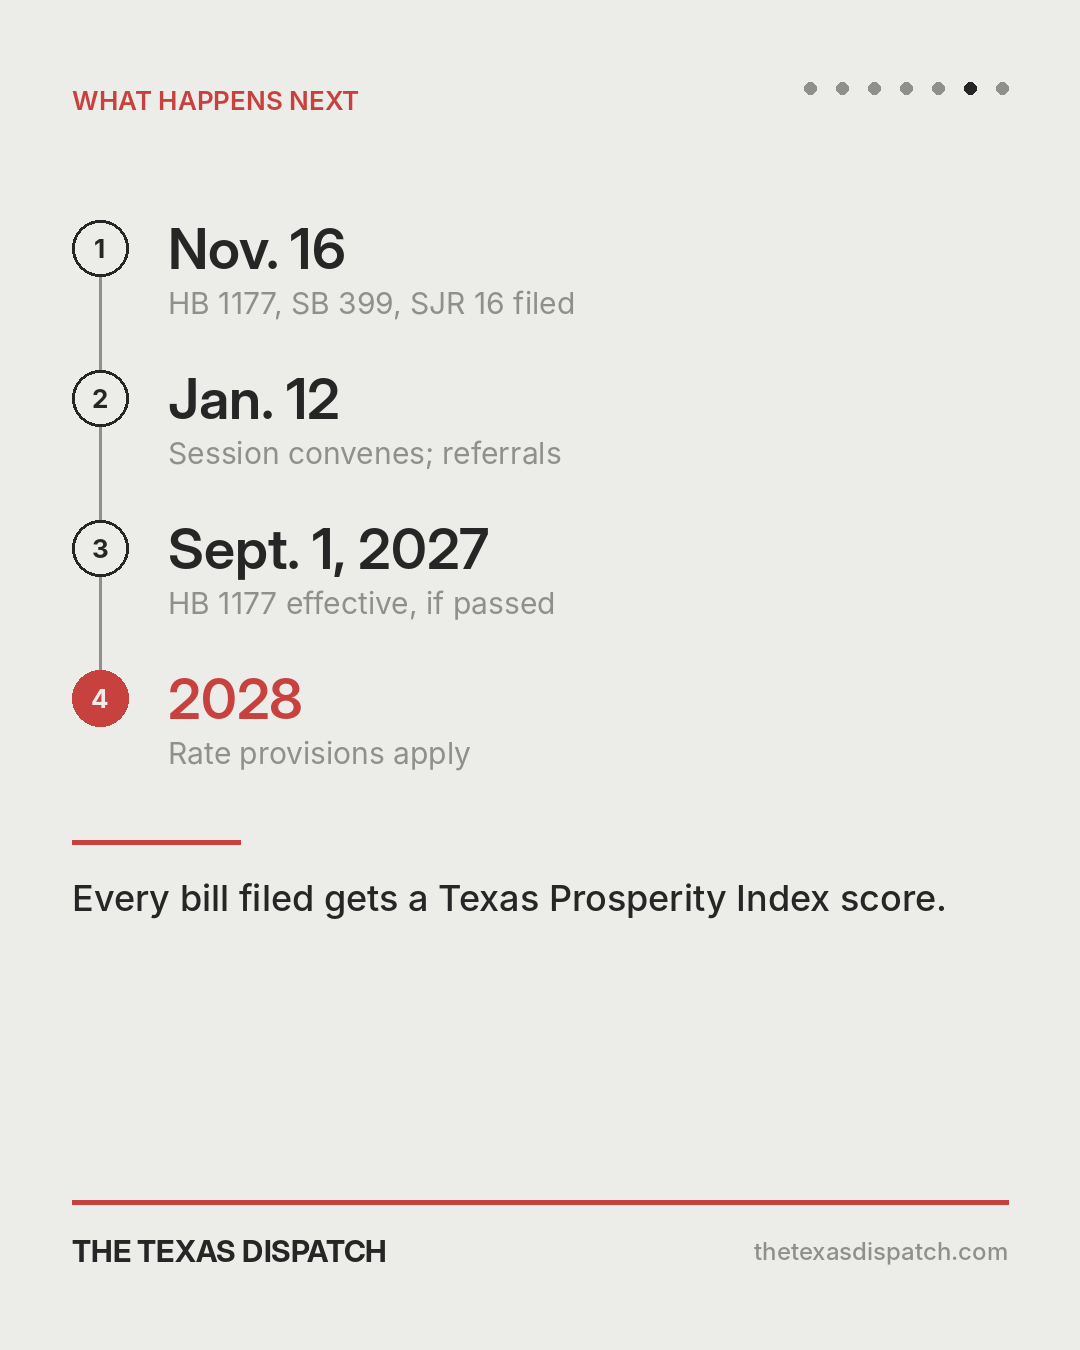 WHAT HAPPENS NEXT
1
Nov. 16
HB 1177, SB 399, SJR 16 filed
2
Jan. 12
Session convenes; referrals
3
Sept. 1, 2027
HB 1177 effective, if passed
4
2028
Rate provisions apply
Every bill filed gets a Texas Prosperity Index score.
THE TEXAS DISPATCH
thetexasdispatch.com